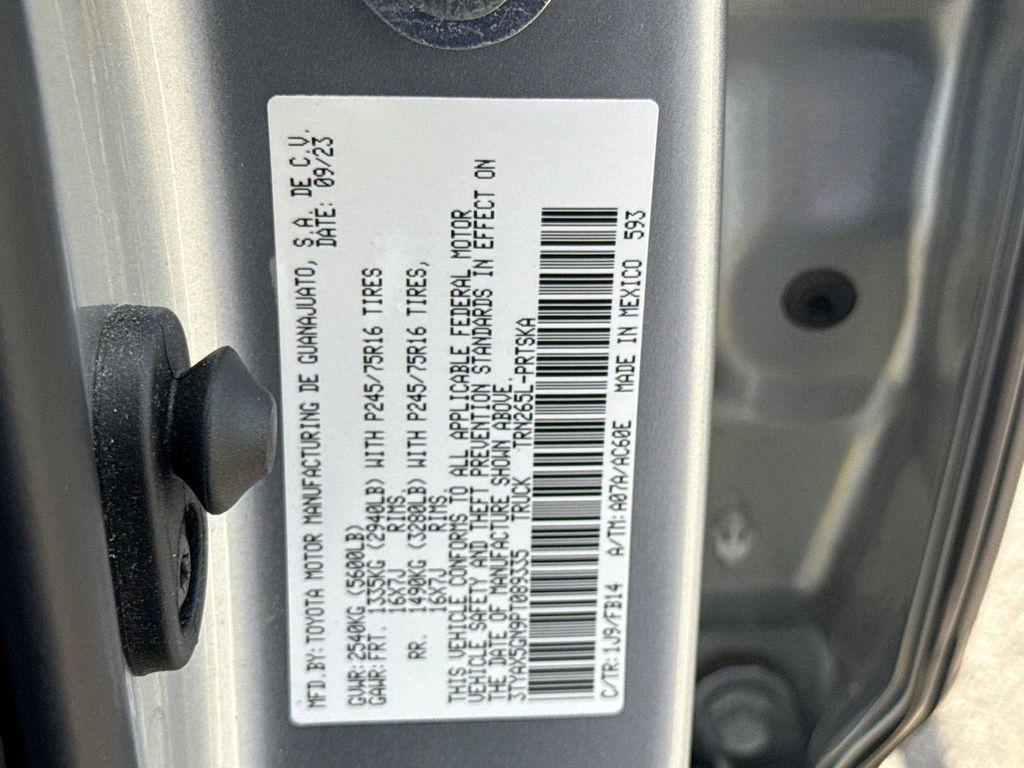 MFD.BY:TOYOTA MOTOR MANUFACTURING DE GUANAJUATO, S.A. DE C.V.
DATE: 09/23
GVWR:2540KG (5600LB)
GAWR:FRT. 1335KG (2940LB) WITH P245/75R16 TIRES
16X7J RIMS.
RR. 1490KG (3280LB) WITH P245/75R16 TIRES,
16X7J RIMS.
THIS VEHICLE CONFORMS TO ALL APPLICABLE FEDERAL MOTOR
VEHICLE SAFETY AND THEFT PREVENTION STANDARDS IN EFFECT ON
THE DATE OF MANUFACTURE SHOWN ABOVE.
3TYAX5GN9PT089335 TRUCK TRN265L-PRTSKA
C/TR:1J9/FB14 A/TM:A07A/AC60E MADE IN MEXICO 593